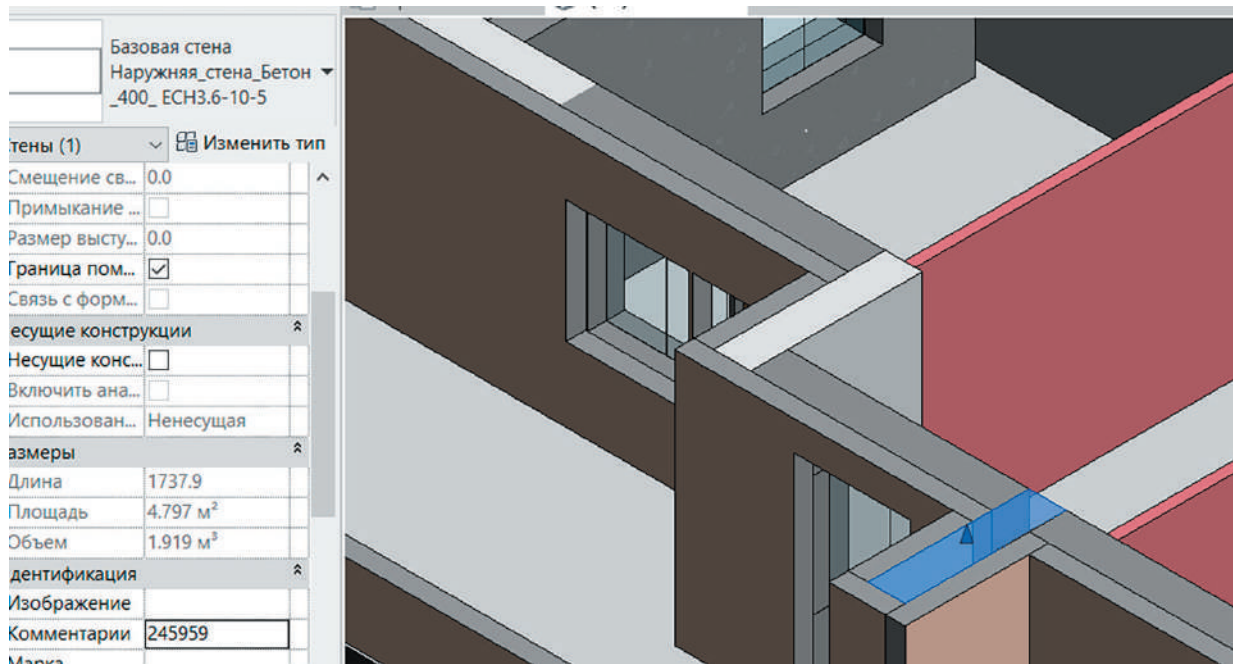 Базовая стена
Наружняя_стена_Бетон
_400_ ЕСН3.6-10-5
тены (1)
Изменить тип
Смещение св... 0.0
Примыкание ...
Размер высту... 0.0
Граница пом...
Связь с форм...
есущие конструкции
Несущие конс...
Включить ана...
Использован... Ненесущая
азмеры
Длина 1737.9
Площадь 4.797 м²
Объем 1.919 м³
дентификация
Изображение
Комментарии 245959